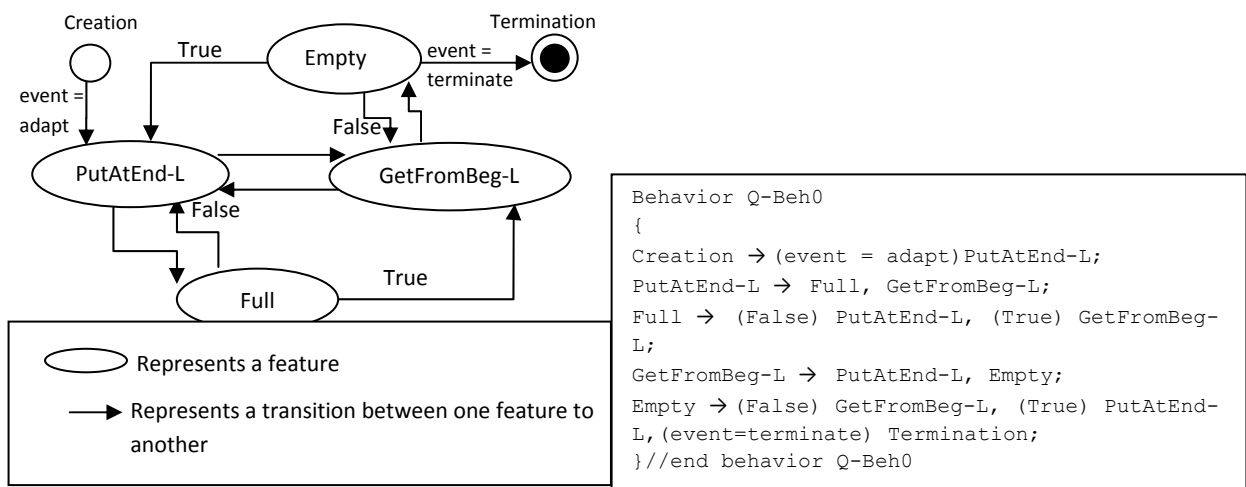 Creation
Termination
True
Empty
event =
terminate
event =
adapt
False
PutAtEnd-L
GetFromBeg-L
False
True
Full
Represents a feature
Represents a transition between one feature to
another
Behavior Q-Beh0
{
Creation → (event = adapt)PutAtEnd-L;
PutAtEnd-L → Full, GetFromBeg-L;
Full → (False) PutAtEnd-L, (True) GetFromBeg-
L;
GetFromBeg-L → PutAtEnd-L, Empty;
Empty → (False) GetFromBeg-L, (True) PutAtEnd-
L,(event=terminate) Termination;
}//end behavior Q-Beh0